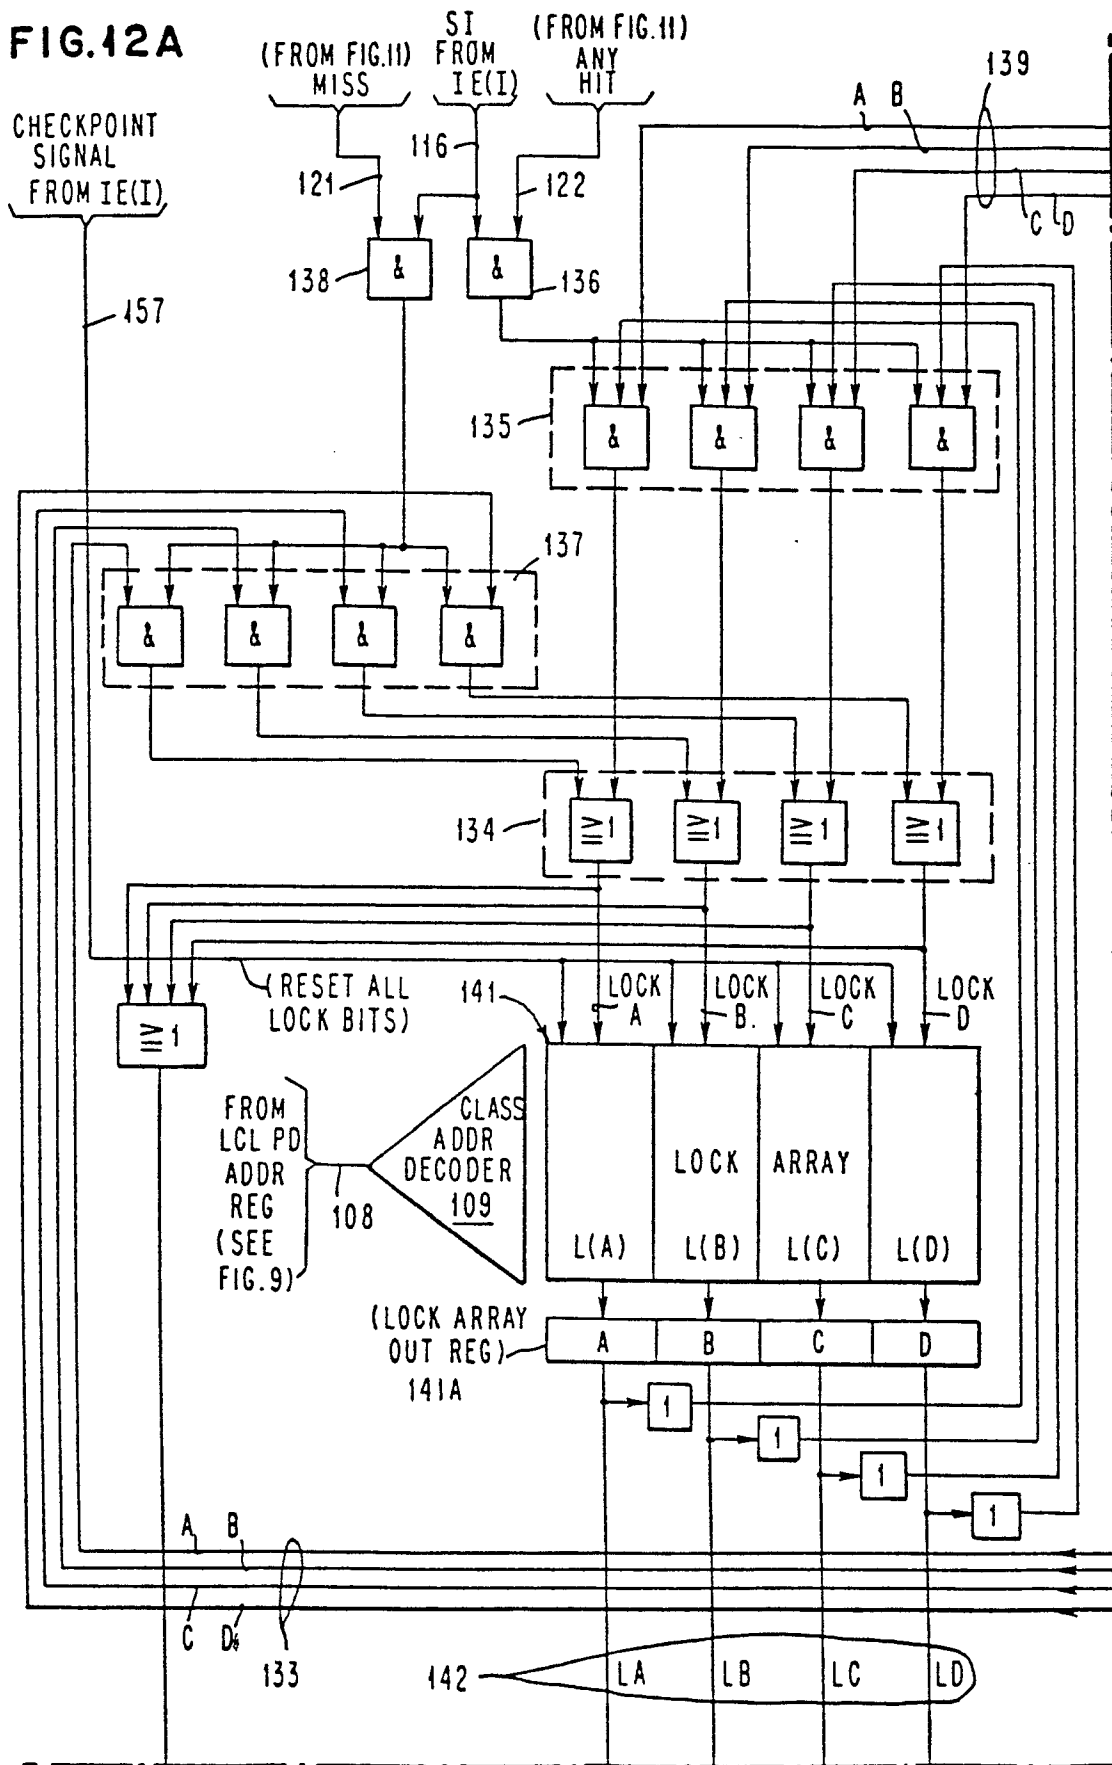 FIG.12A
(FROM FIG.11)
MISS
SI
FROM
IE(I)
(FROM FIG.11)
ANY
HIT
CHECKPOINT
SIGNAL
FROM IE(I)
139
A B
C D
121
116
122
138
&
&
136
157
135
&
&
&
&
137
&
&
&
&
134
≧1
≧1
≧1
≧1
(RESET ALL
LOCK BITS)
141
LOCK
A
LOCK
B.
LOCK
C
LOCK
D
≧1
FROM
LCL PD
ADDR
REG
(SEE
FIG.9)
108
CLASS
ADDR
DECODER
109
LOCK ARRAY
L(A) L(B) L(C) L(D)
(LOCK ARRAY
OUT REG)
141A
A B C D
1
1
1
1
A B
C D
133
142
LA LB LC LD